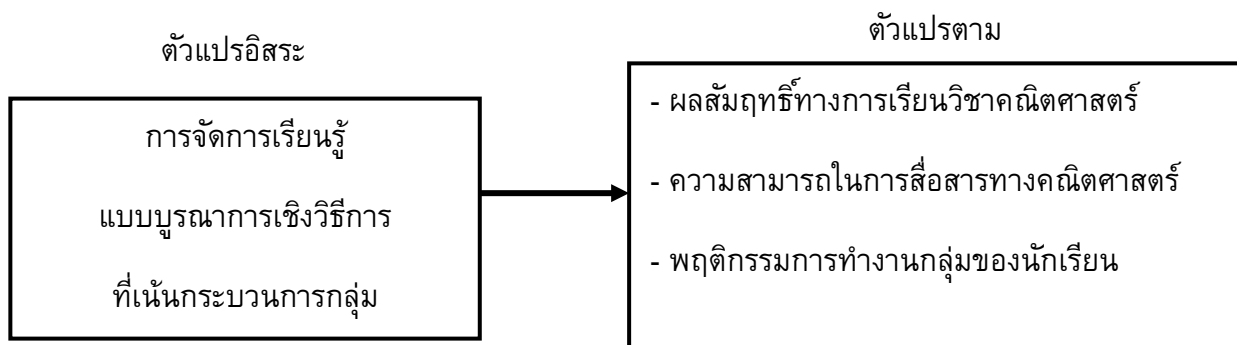 ตัวแปรอิสระ
การจัดการเรียนรู้
แบบบูรณาการเชิงวิธีการ
ที่เน้นกระบวนการกลุ่ม
ตัวแปรตาม
- ผลสัมฤทธิ์ทางการเรียนวิชาคณิตศาสตร์
- ความสามารถในการสื่อสารทางคณิตศาสตร์
- พฤติกรรมการทำงานกลุ่มของนักเรียน